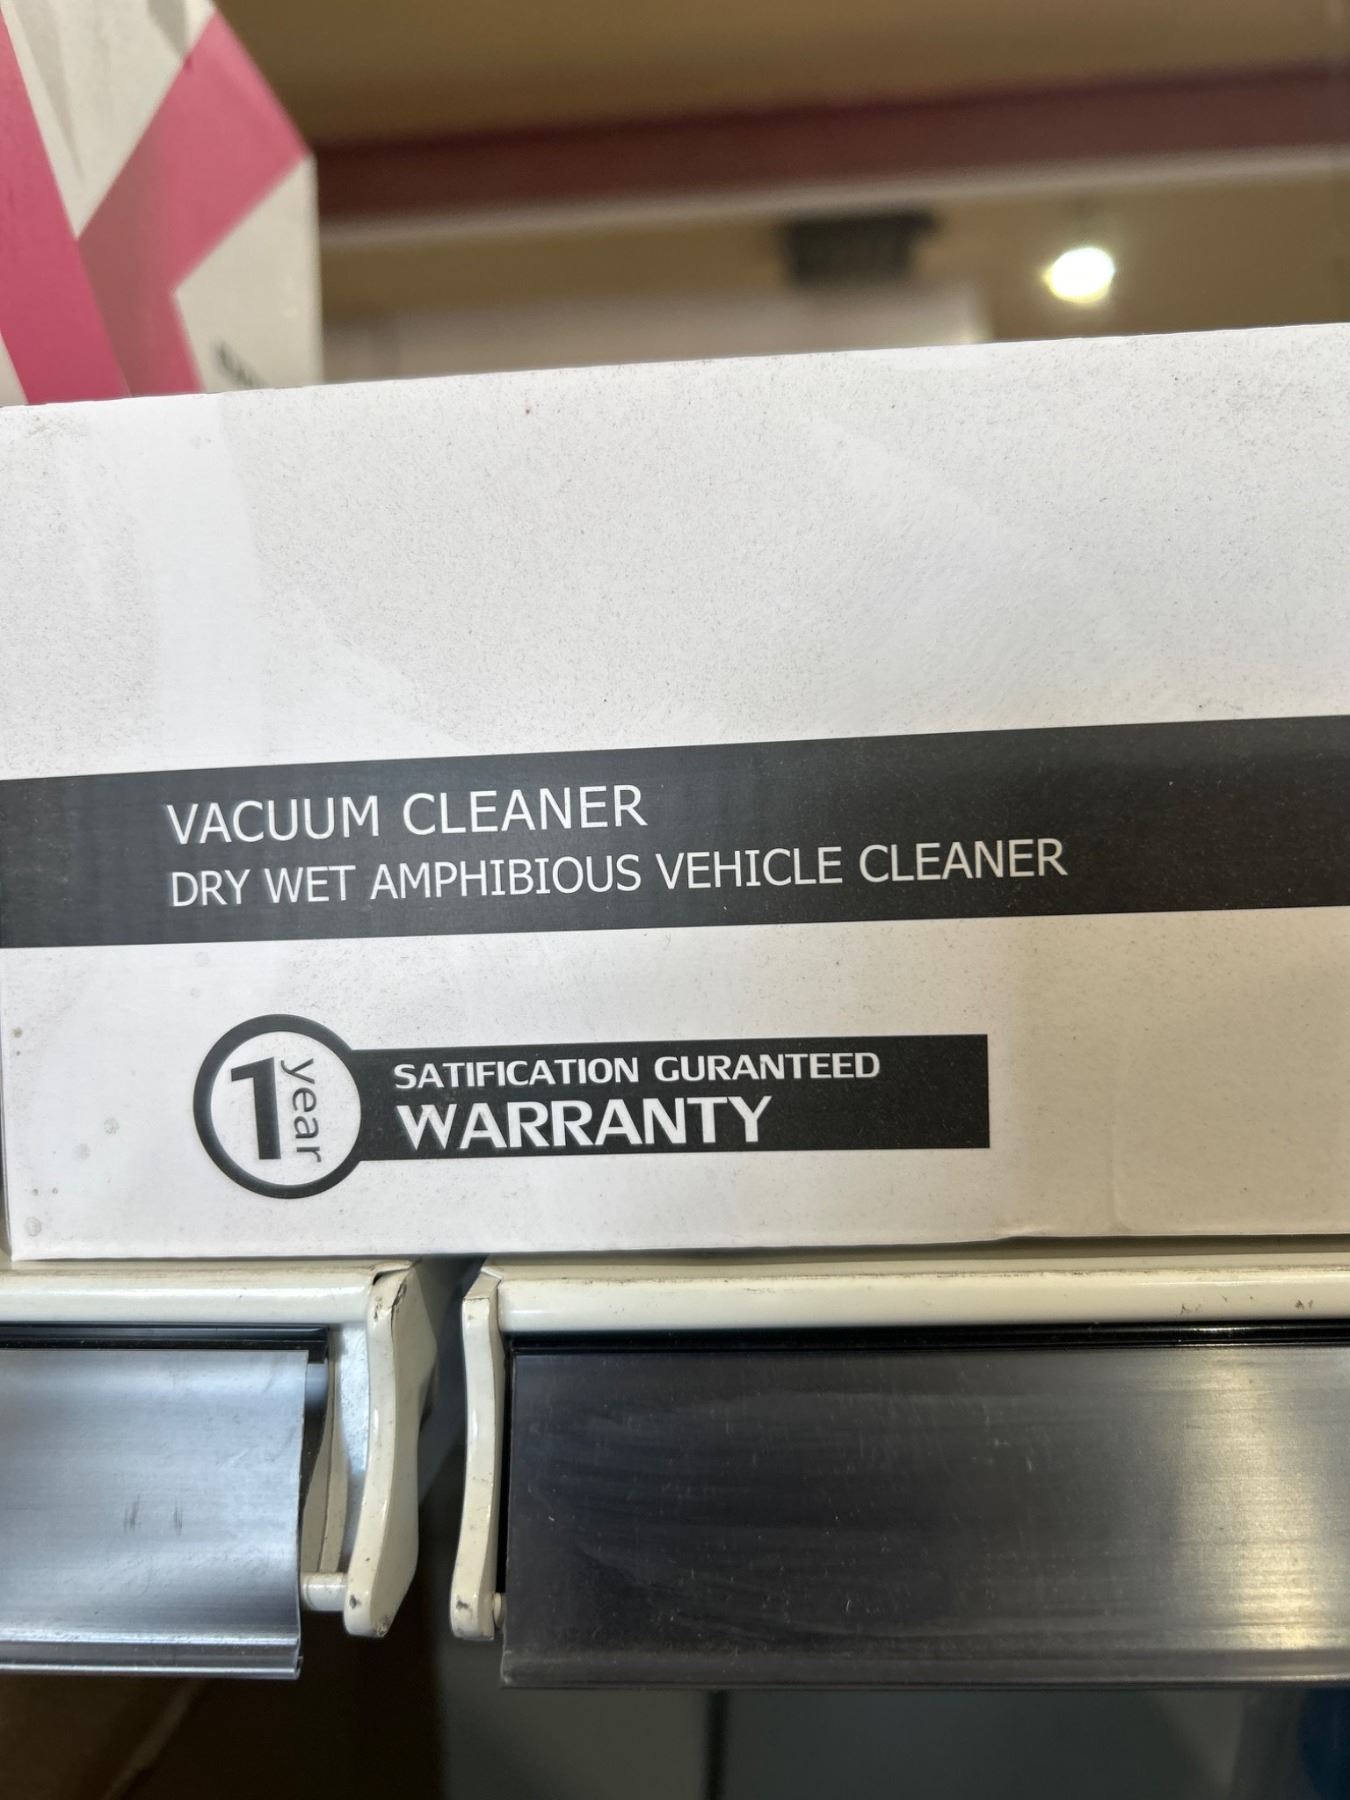 VACUUM CLEANER
DRY WET AMPHIBIOUS VEHICLE CLEANER
1 year
SATIFICATION GURANTEED
WARRANTY